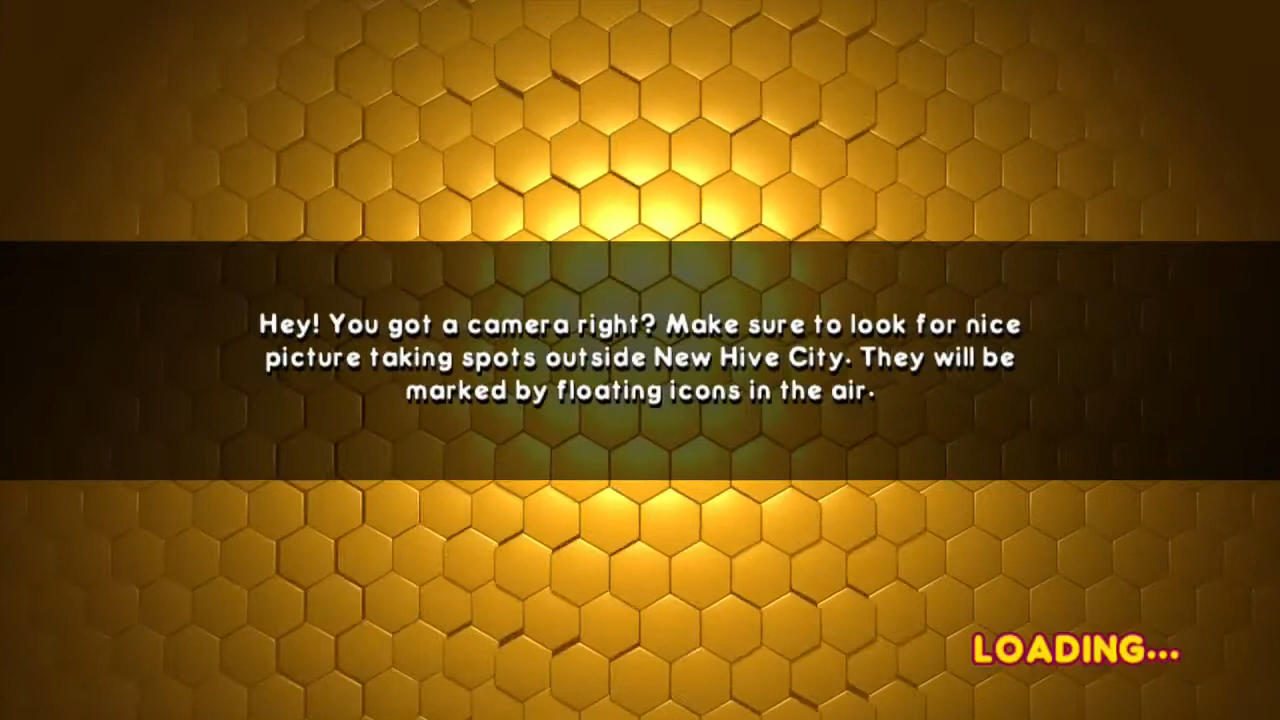 Hey! You got a camera right? Make sure to look for nice
picture taking spots outside New Hive City. They will be
marked by floating icons in the air.
LOADING...